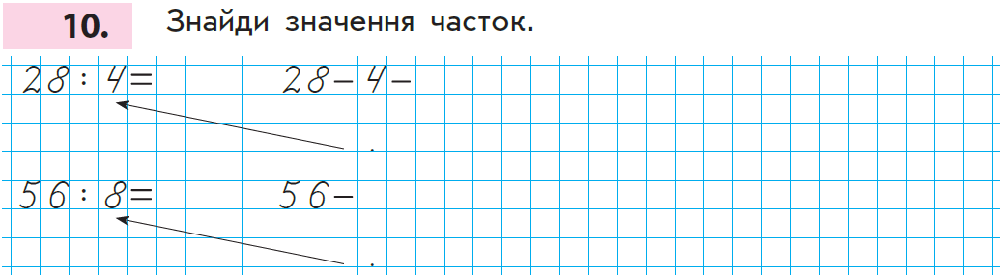 10. Знайди значення часток.
28 : 4 = 28 – 4 –
.
56 : 8 = 56 –
.